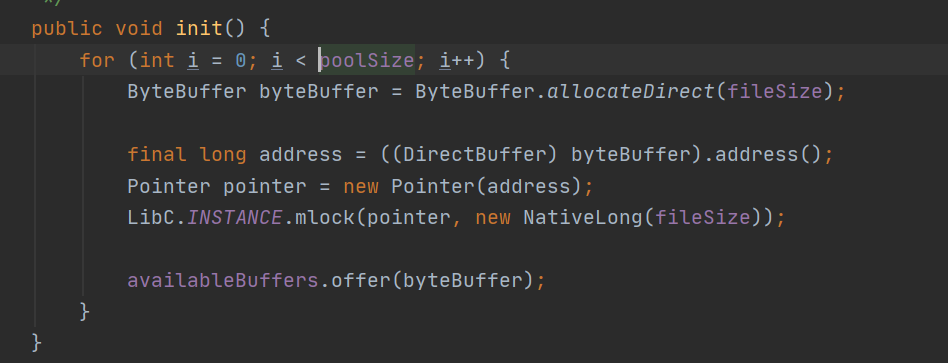 */
public void init() {
for (int i = 0; i < poolSize; i++) {
ByteBuffer byteBuffer = ByteBuffer.allocateDirect(fileSize);
final long address = ((DirectBuffer) byteBuffer).address();
Pointer pointer = new Pointer(address);
LibC.INSTANCE.mlock(pointer, new NativeLong(fileSize));
availableBuffers.offer(byteBuffer);
}
}